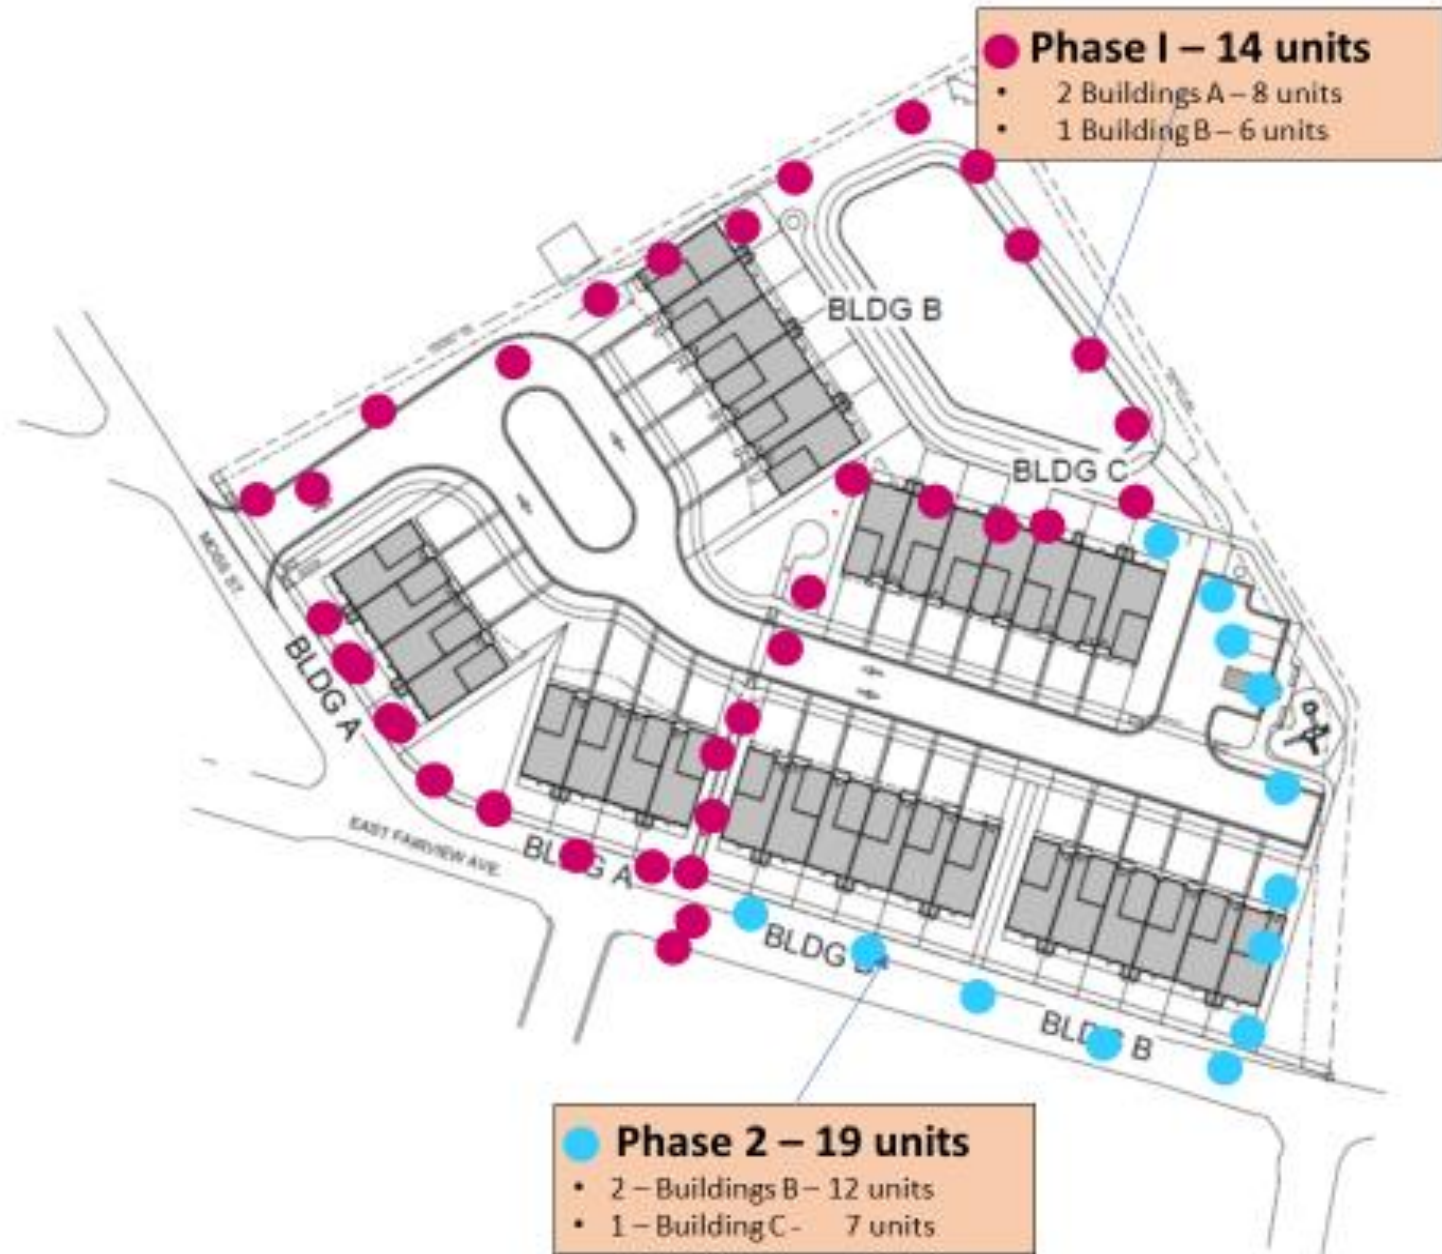 Phase I – 14 units
• 2 Buildings A – 8 units
• 1 Building B – 6 units
BLDG B
BLDG C
MOSS ST.
BLDG A
EAST FAIRVIEW AVE.
BLDG A
BLDG
BLDG B
Phase 2 – 19 units
• 2 – Buildings B – 12 units
• 1 – Building C - 7 units